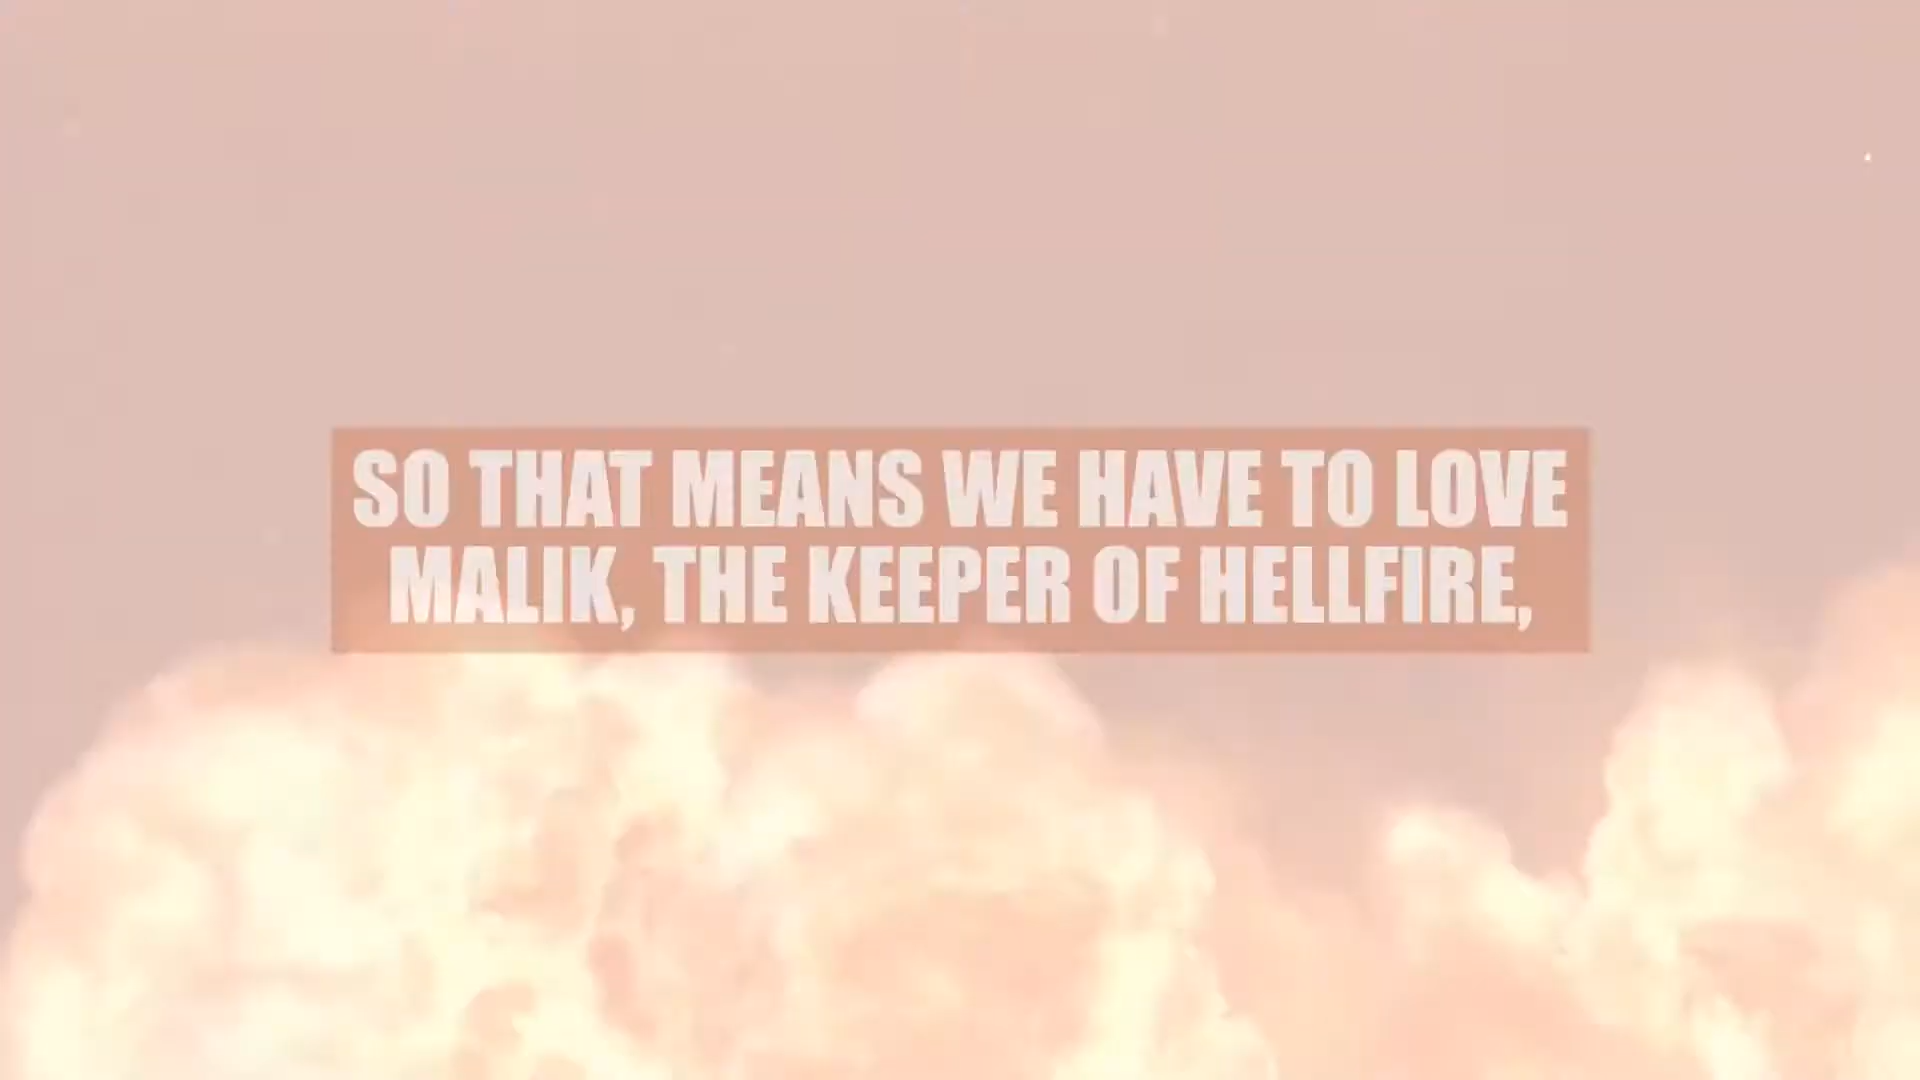 SO THAT MEANS WE HAVE TO LOVE
MALIK, THE KEEPER OF HELLFIRE,